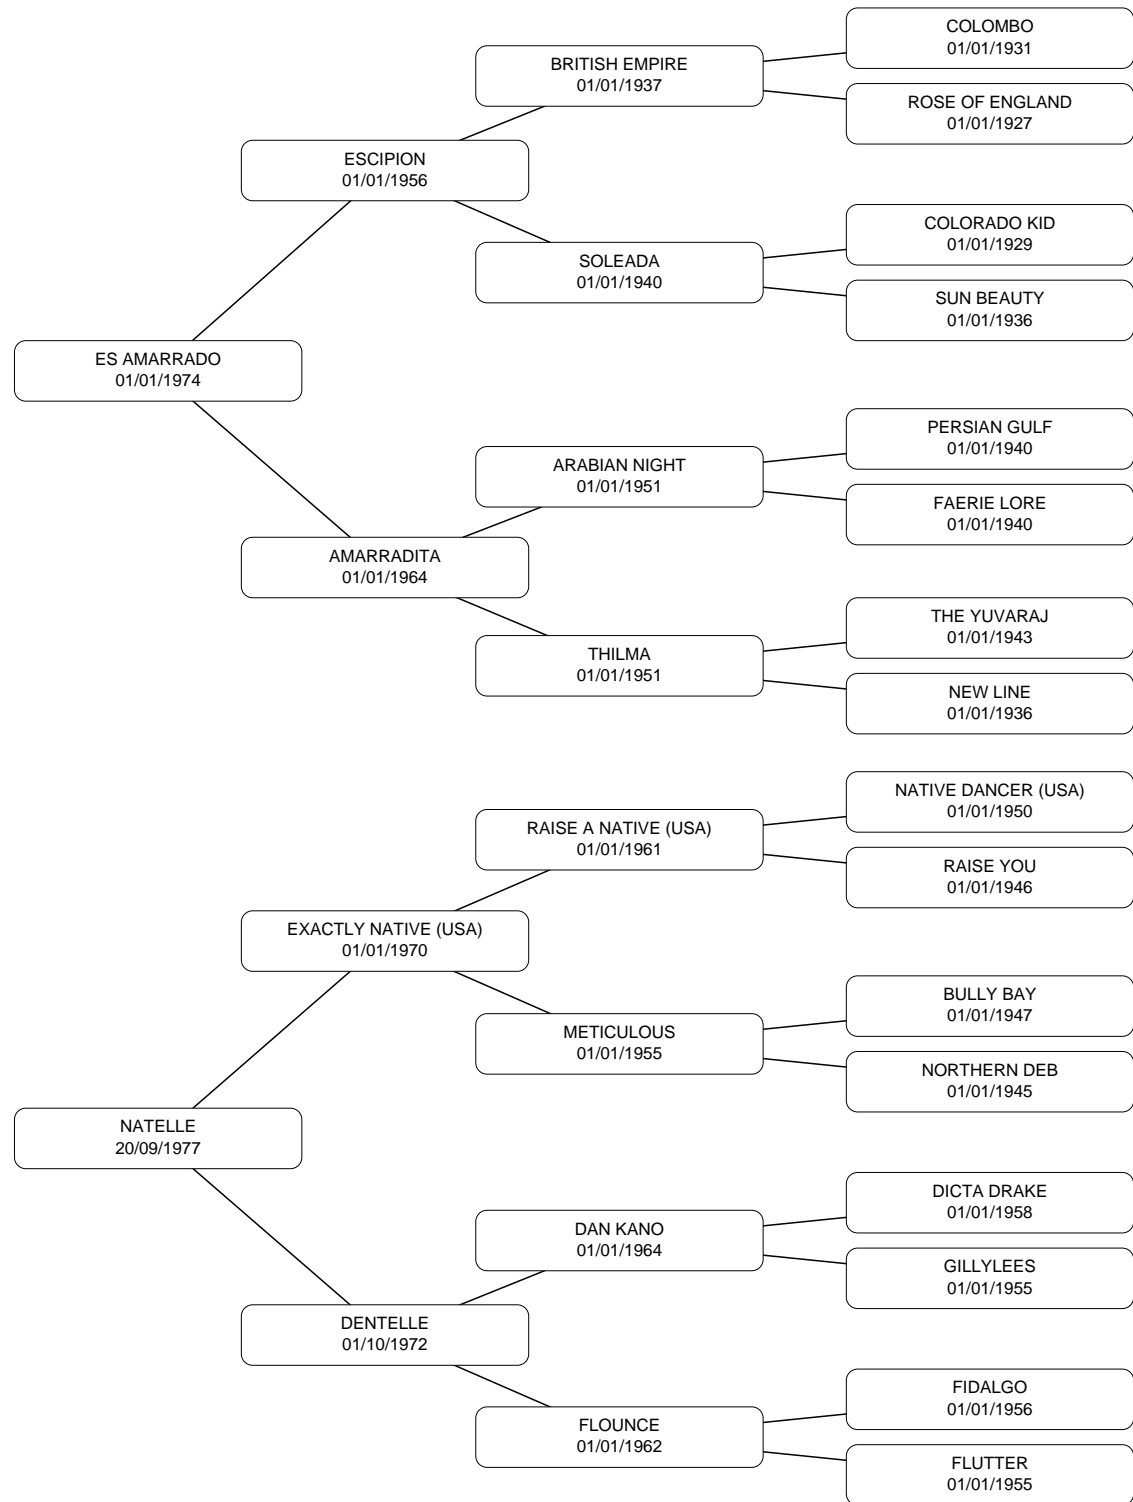 COLOMBO
01/01/1931
BRITISH EMPIRE
01/01/1937
ROSE OF ENGLAND
01/01/1927
ESCIPION
01/01/1956
COLORADO KID
01/01/1929
SOLEADA
01/01/1940
SUN BEAUTY
01/01/1936
ES AMARRADO
01/01/1974
PERSIAN GULF
01/01/1940
ARABIAN NIGHT
01/01/1951
FAERIE LORE
01/01/1940
AMARRADITA
01/01/1964
THE YUVARAJ
01/01/1943
THILMA
01/01/1951
NEW LINE
01/01/1936
NATIVE DANCER (USA)
01/01/1950
RAISE A NATIVE (USA)
01/01/1961
RAISE YOU
01/01/1946
EXACTLY NATIVE (USA)
01/01/1970
BULLY BAY
01/01/1947
METICULOUS
01/01/1955
NORTHERN DEB
01/01/1945
NATELLE
20/09/1977
DICTA DRAKE
01/01/1958
DAN KANO
01/01/1964
GILLYLEES
01/01/1955
DENTELLE
01/10/1972
FIDALGO
01/01/1956
FLOUNCE
01/01/1962
FLUTTER
01/01/1955